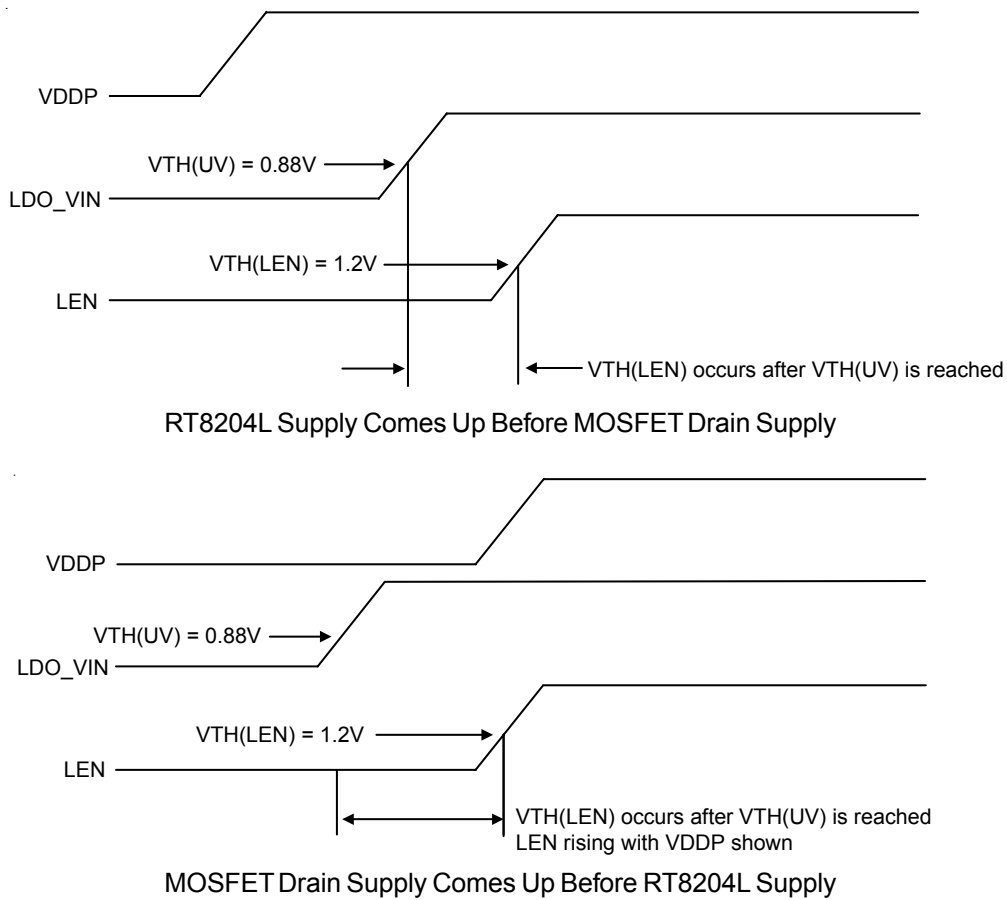 VDDP
VTH(UV) = 0.88V
LDO_VIN
VTH(LEN) = 1.2V
LEN
VTH(LEN) occurs after VTH(UV) is reached
RT8204L Supply Comes Up Before MOSFET Drain Supply
VDDP
VTH(UV) = 0.88V
LDO_VIN
VTH(LEN) = 1.2V
LEN
VTH(LEN) occurs after VTH(UV) is reached
LEN rising with VDDP shown
MOSFET Drain Supply Comes Up Before RT8204L Supply